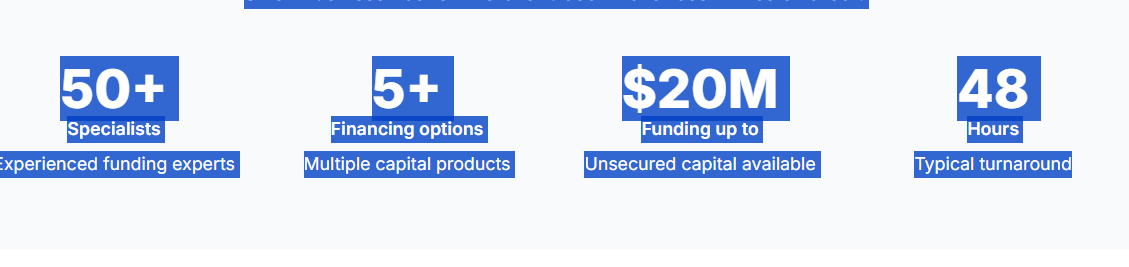 50+
Specialists
Experienced funding experts
5+
Financing options
Multiple capital products
$20M
Funding up to
Unsecured capital available
48
Hours
Typical turnaround